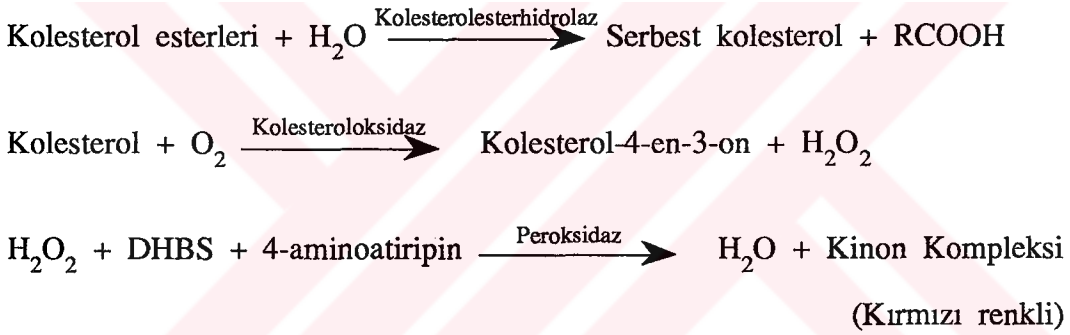 Kolesterol esterleri + H₂O Kolesterolesterhidrolaz → Serbest kolesterol + RCOOH
Kolesterol + O₂ Kolesteroloksidaz → Kolesterol-4-en-3-on + H₂O₂
H₂O₂ + DHBS + 4-aminoatiripin Peroksidaz → H₂O + Kinon Kompleksi
(Kırmızı renkli)